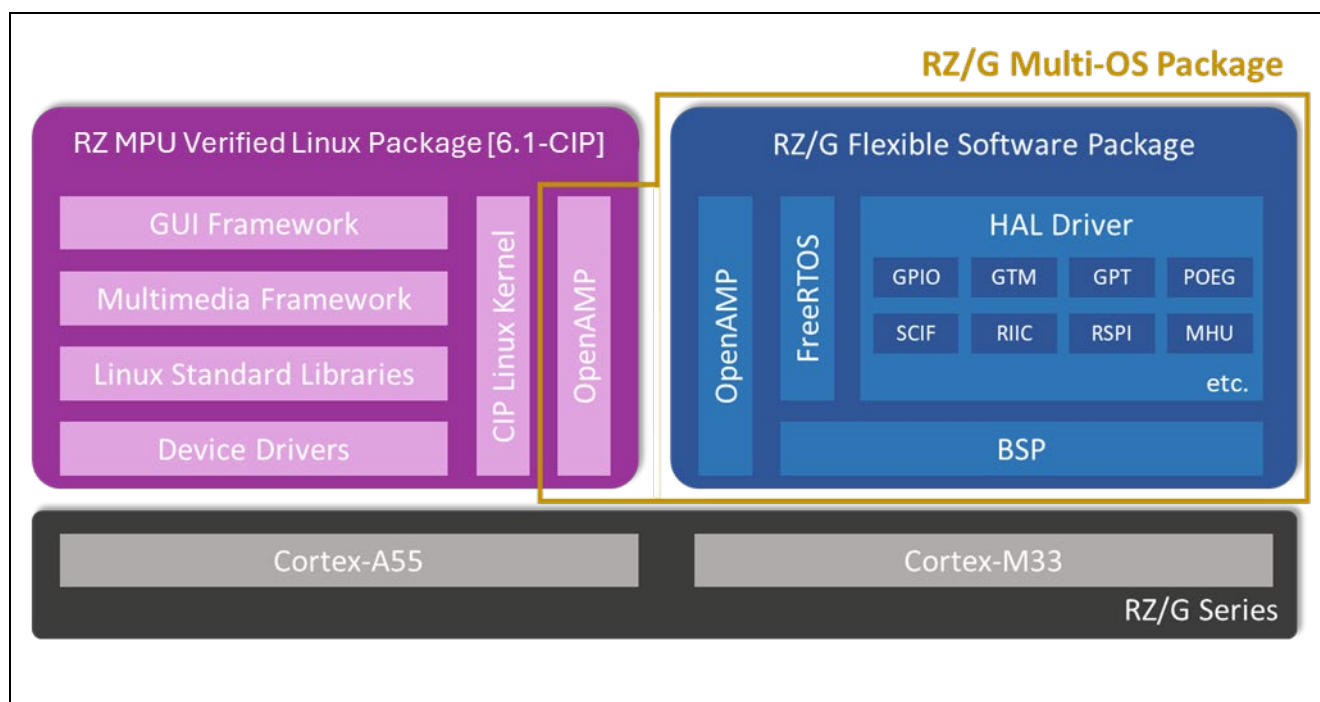 RZ/G Multi-OS Package
RZ MPU Verified Linux Package [6.1-CIP]
GUI Framework
Multimedia Framework
Linux Standard Libraries
Device Drivers
CIP Linux Kernel
OpenAMP
RZ/G Flexible Software Package
OpenAMP
FreeRTOS
HAL Driver
GPIO GTM GPT POEG
SCIF RIIC RSPI MHU
etc.
BSP
Cortex-A55
Cortex-M33
RZ/G Series